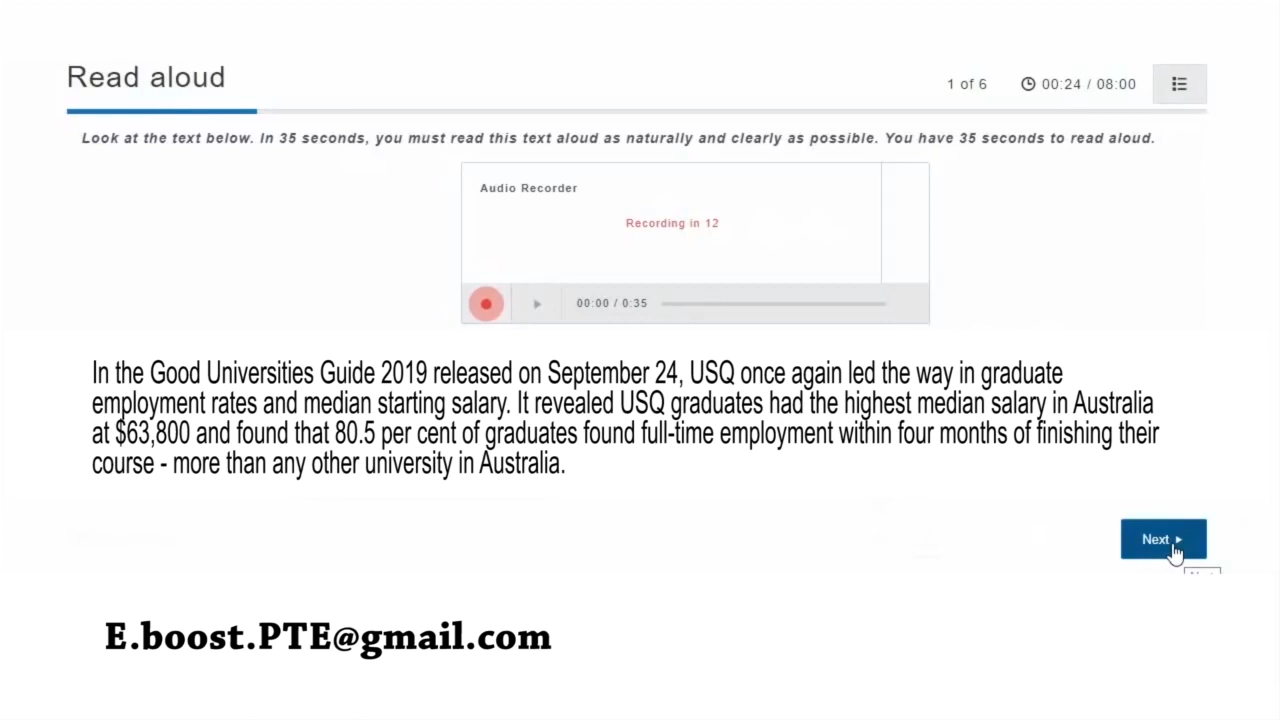 Read aloud
1 of 6
00:24 / 08:00
Look at the text below. In 35 seconds, you must read this text aloud as naturally and clearly as possible. You have 35 seconds to read aloud.
Audio Recorder
Recording in 12
00:00 / 0:35
In the Good Universities Guide 2019 released on September 24, USQ once again led the way in graduate
employment rates and median starting salary. It revealed USQ graduates had the highest median salary in Australia
at $63,800 and found that 80.5 per cent of graduates found full-time employment within four months of finishing their
course - more than any other university in Australia.
Next
E.boost.PTE@gmail.com